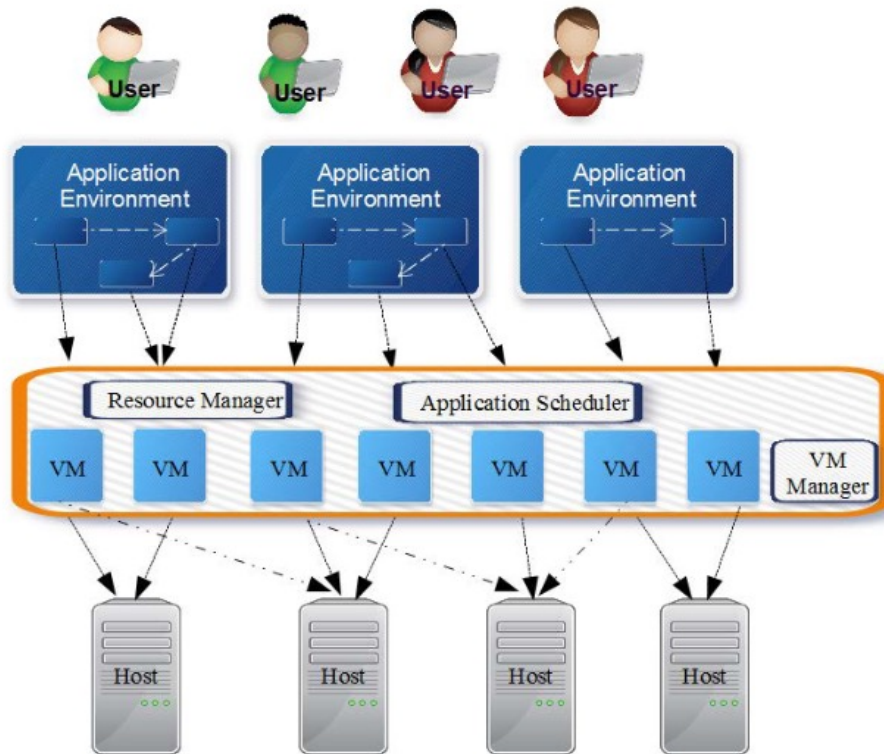 User
User
User
User
Application
Environment
Application
Environment
Application
Environment
Resource Manager
Application Scheduler
VM
VM
VM
VM
VM
VM
VM
VM
Manager
Host
Host
Host
Host